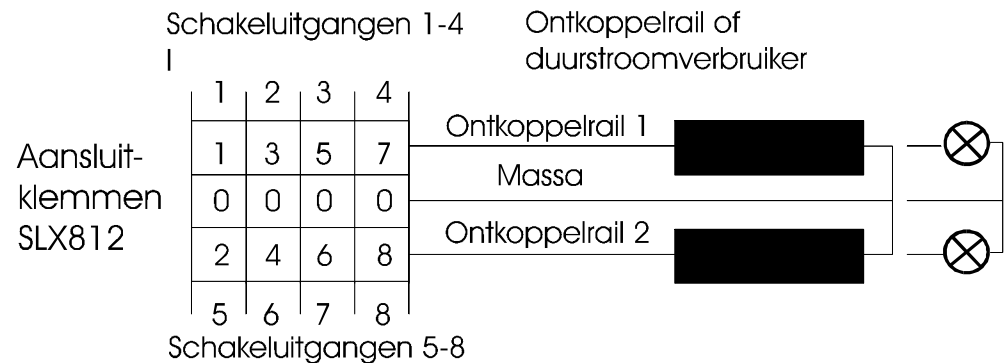 Schakeluitgangen 1-4
Ontkoppelrail of
duurstroomverbruiker
1 2 3 4
Aansluit-
klemmen
SLX812
1 3 5 7
0 0 0 0
2 4 6 8
5 6 7 8
Ontkoppelrail 1
Massa
Ontkoppelrail 2
Schakeluitgangen 5-8